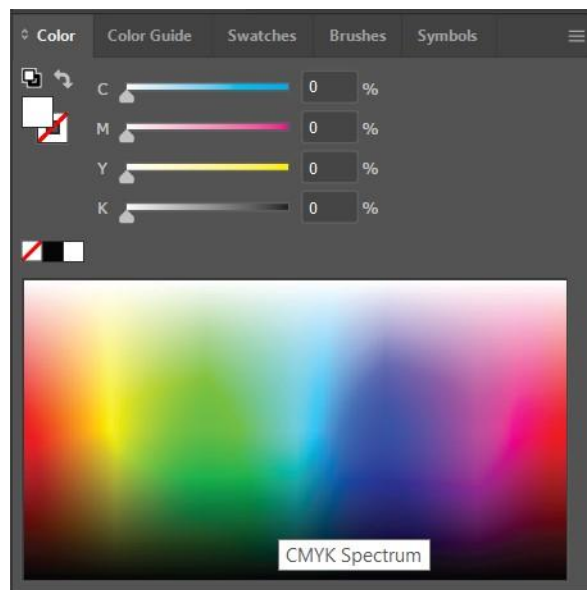 Color Color Guide Swatches Brushes Symbols
C 0 %
M 0 %
Y 0 %
K 0 %
CMYK Spectrum